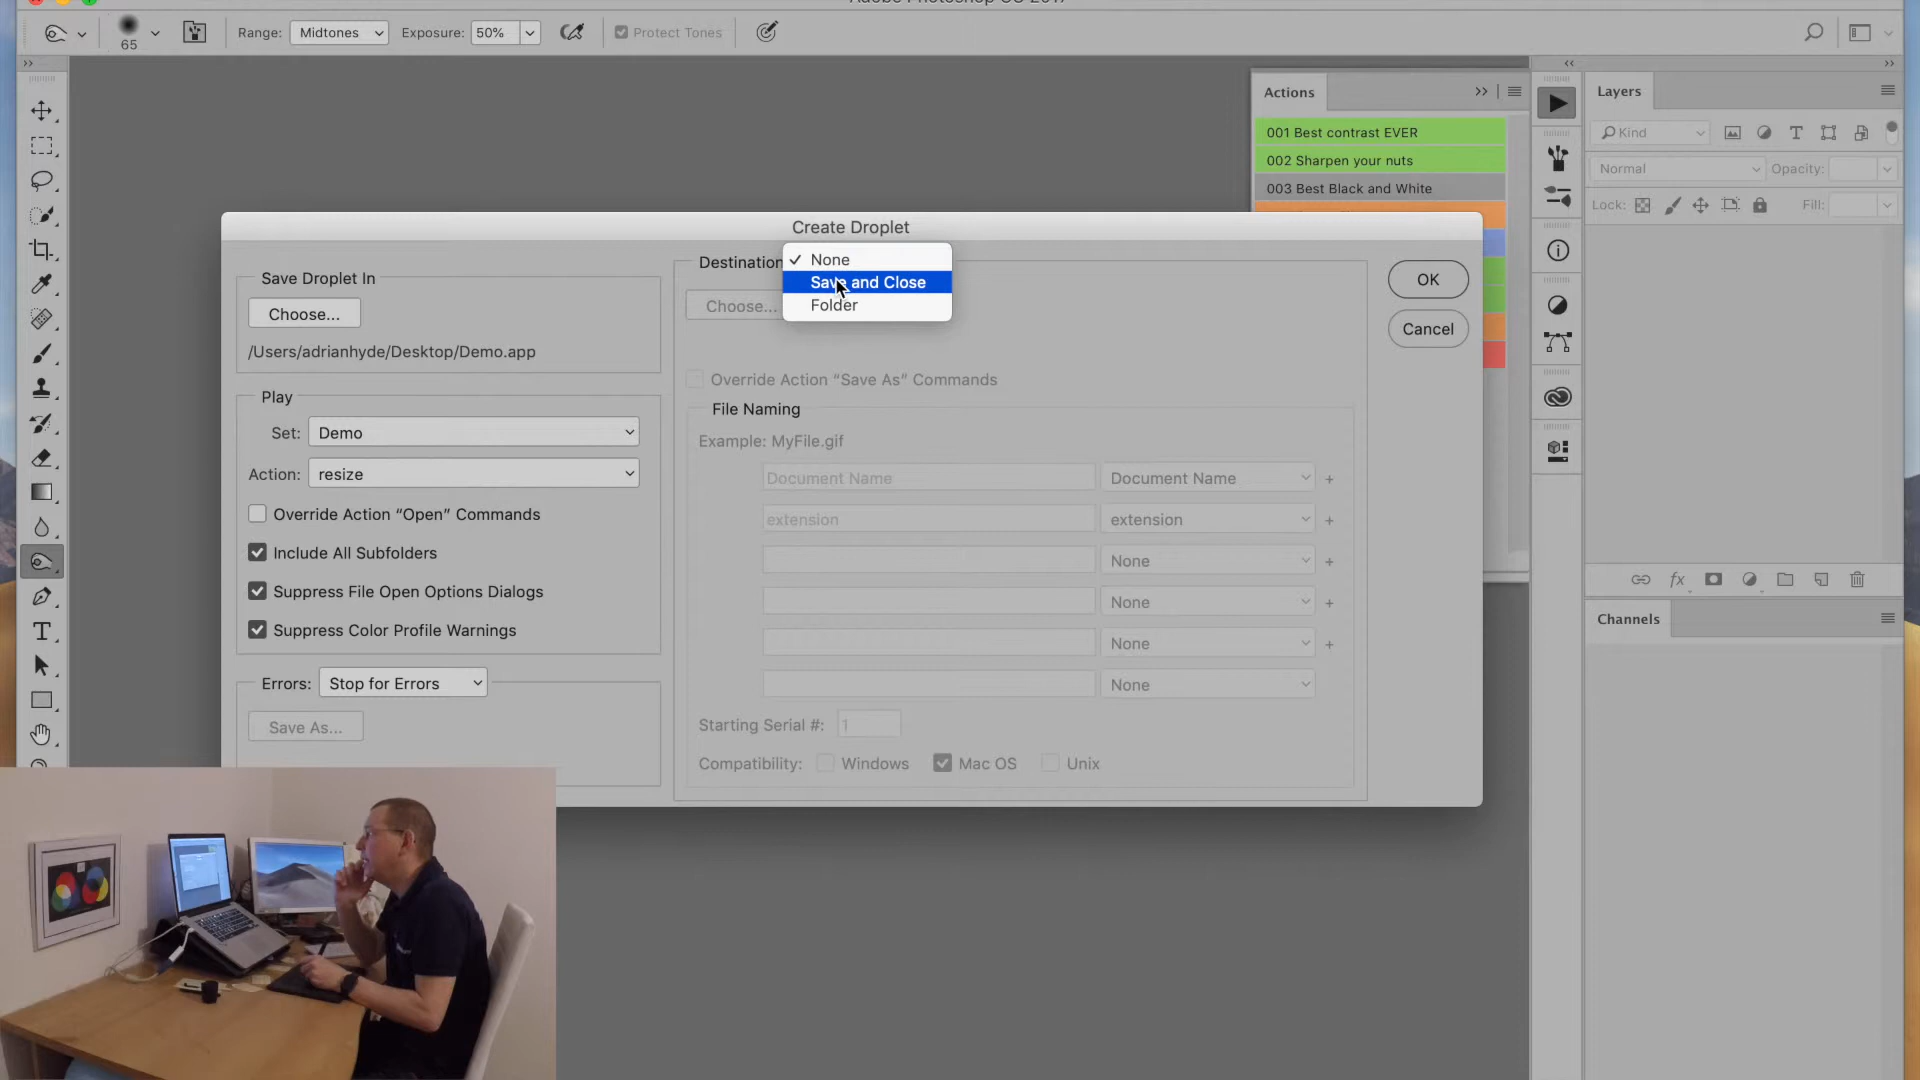 Adobe Photoshop CC 2017
65
Range: Midtones Exposure: 50% Protect Tones
Actions
001 Best contrast EVER
002 Sharpen your nuts
003 Best Black and White
Layers
Kind
Normal Opacity:
Lock: Fill:
fx
Channels
Create Droplet
Save Droplet In
Choose...
/Users/adrianhyde/Desktop/Demo.app
Play
Set: Demo
Action: resize
Override Action “Open” Commands
Include All Subfolders
Suppress File Open Options Dialogs
Suppress Color Profile Warnings
Errors: Stop for Errors
Save As...
Destination
None
Save and Close
Folder
Choose...
Override Action “Save As” Commands
File Naming
Example: MyFile.gif
Document Name Document Name +
extension extension +
None +
None +
None +
None
Starting Serial #: 1
Compatibility: Windows Mac OS Unix
OK
Cancel